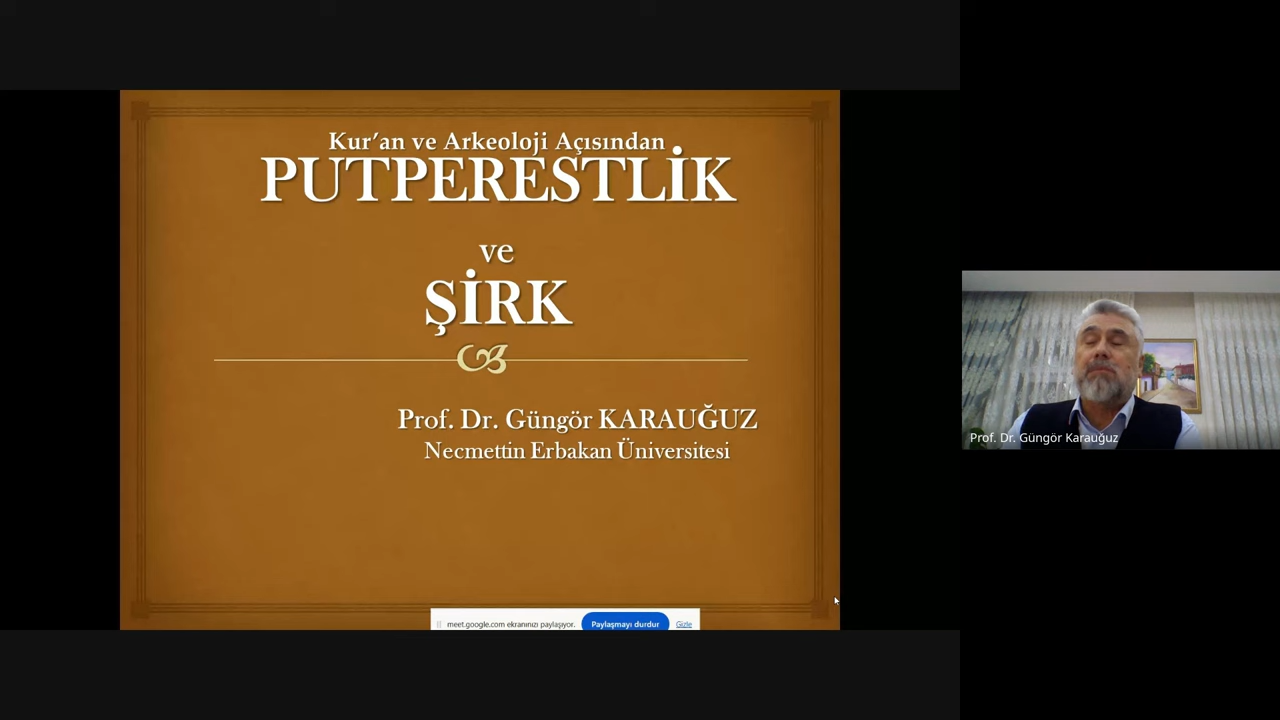 Kur’an ve Arkeoloji Açısından
PUTPERESTLİK
ve
ŞİRK
Prof. Dr. Güngör KARAUĞUZ
Necmettin Erbakan Üniversitesi
meet.google.com ekranınızı paylaşıyor. Paylaşmayı durdur Gizle
Prof. Dr. Güngör Karauğuz